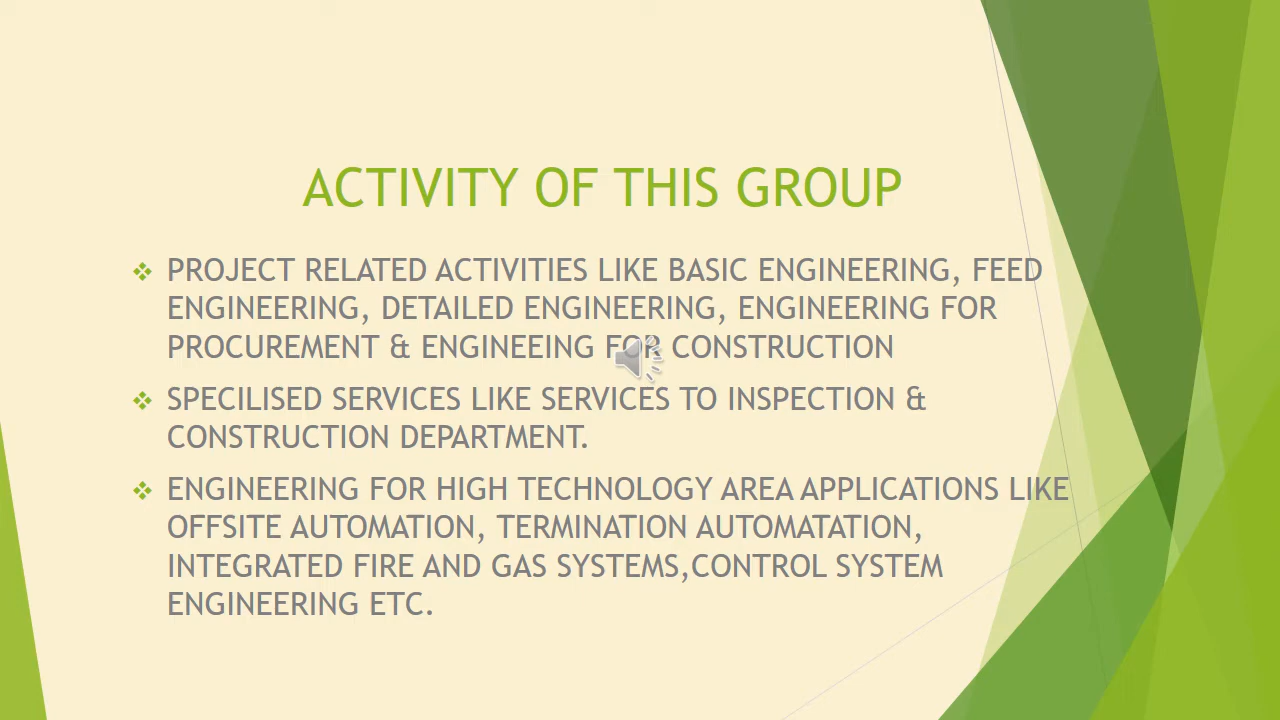 ACTIVITY OF THIS GROUP
PROJECT RELATED ACTIVITIES LIKE BASIC ENGINEERING, FEED
ENGINEERING, DETAILED ENGINEERING, ENGINEERING FOR
PROCUREMENT & ENGINEEING FOR CONSTRUCTION
SPECILISED SERVICES LIKE SERVICES TO INSPECTION &
CONSTRUCTION DEPARTMENT.
ENGINEERING FOR HIGH TECHNOLOGY AREA APPLICATIONS LIKE
OFFSITE AUTOMATION, TERMINATION AUTOMATATION,
INTEGRATED FIRE AND GAS SYSTEMS,CONTROL SYSTEM
ENGINEERING ETC.